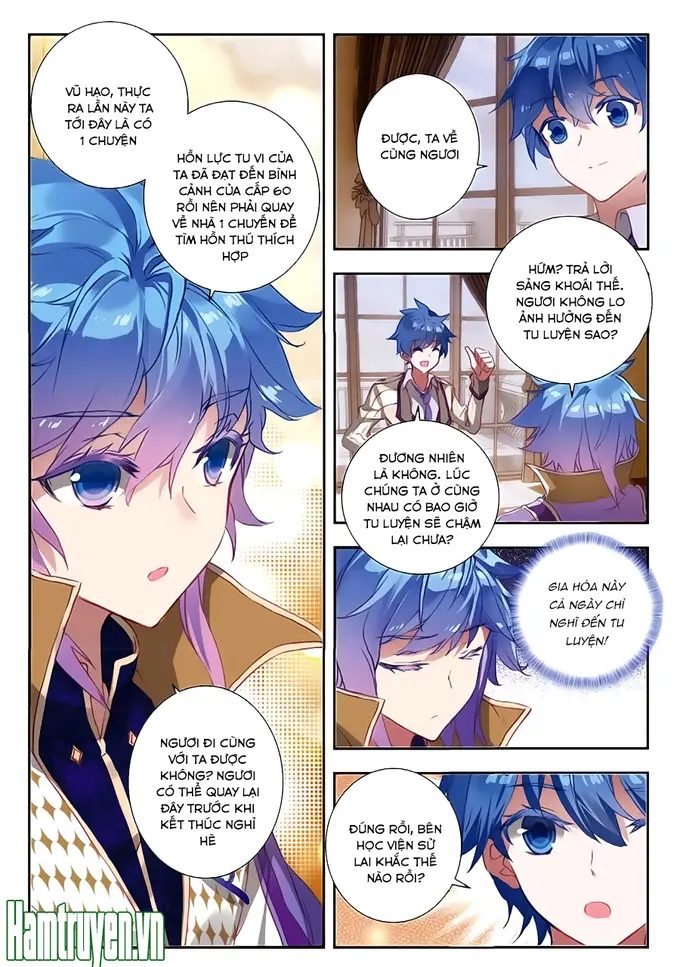 VŨ HẠO, THỰC
RA LẦN NÀY TA
TỚI ĐÂY LÀ CÓ
1 CHUYỆN
HỒN LỰC TU VI CỦA
TA ĐÃ ĐẠT ĐẾN BÌNH
CẢNH CỦA CẤP 60
RỒI NÊN PHẢI QUAY
VỀ NHÀ 1 CHUYẾN ĐỂ
TÌM HỒN THÚ THÍCH
HỢP
NGƯƠI ĐI CÙNG
VỚI TA ĐƯỢC
KHÔNG? NGƯƠI
CÓ THỂ QUAY LẠI
ĐÂY TRƯỚC KHI
KẾT THÚC NGHỈ
HÈ
ĐƯỢC, TA VỀ
CÙNG NGƯƠI
HỬM? TRẢ LỜI
SẢNG KHOÁI THẾ.
NGƯƠI KHÔNG LO
ẢNH HƯỞNG ĐẾN
TU LUYỆN SAO?
ĐƯƠNG NHIÊN
LÀ KHÔNG. LÚC
CHÚNG TA Ở CÙNG
NHAU CÓ BAO GIỜ
TU LUYỆN SẼ CHẬM
LẠI CHƯA?
GIA HỎA NÀY
CẢ NGÀY CHỈ
NGHĨ ĐẾN TU
LUYỆN!
ĐÚNG RỒI, BÊN
HỌC VIỆN SỬ
LAI KHẮC THẾ
NÀO RỒI?
Hamtruyen.vn